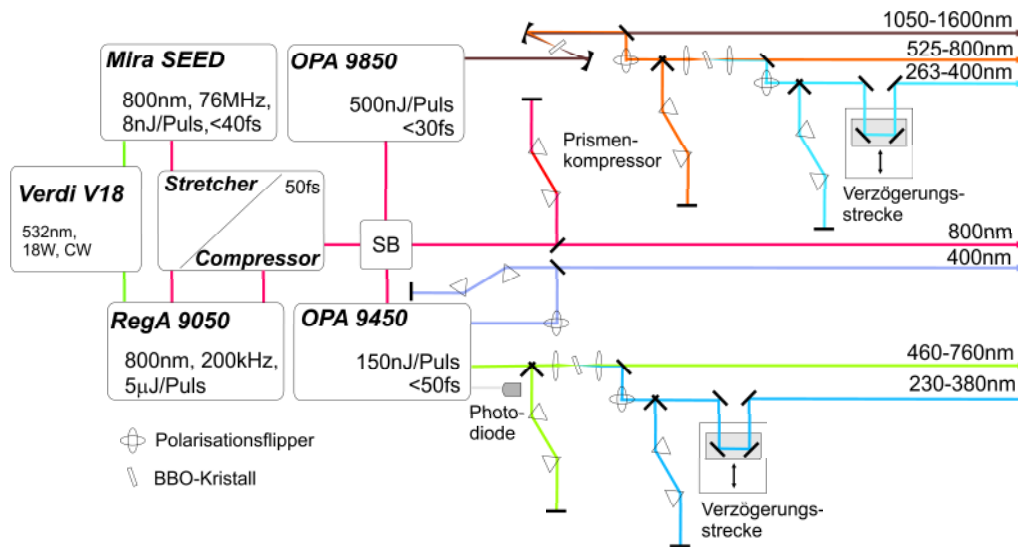 Mira SEED
800nm, 76MHz,
8nJ/Puls,<40fs
OPA 9850
500nJ/Puls
<30fs
1050-1600nm
525-800nm
263-400nm
Prismen-
kompressor
Verzögerungs-
strecke
Verdi V18
532nm,
18W, CW
Stretcher
50fs
Compressor
SB
800nm
400nm
RegA 9050
800nm, 200kHz,
5µJ/Puls
OPA 9450
150nJ/Puls
<50fs
Photo-
diode
460-760nm
230-380nm
Verzögerungs-
strecke
Polarisationsflipper
BBO-Kristall